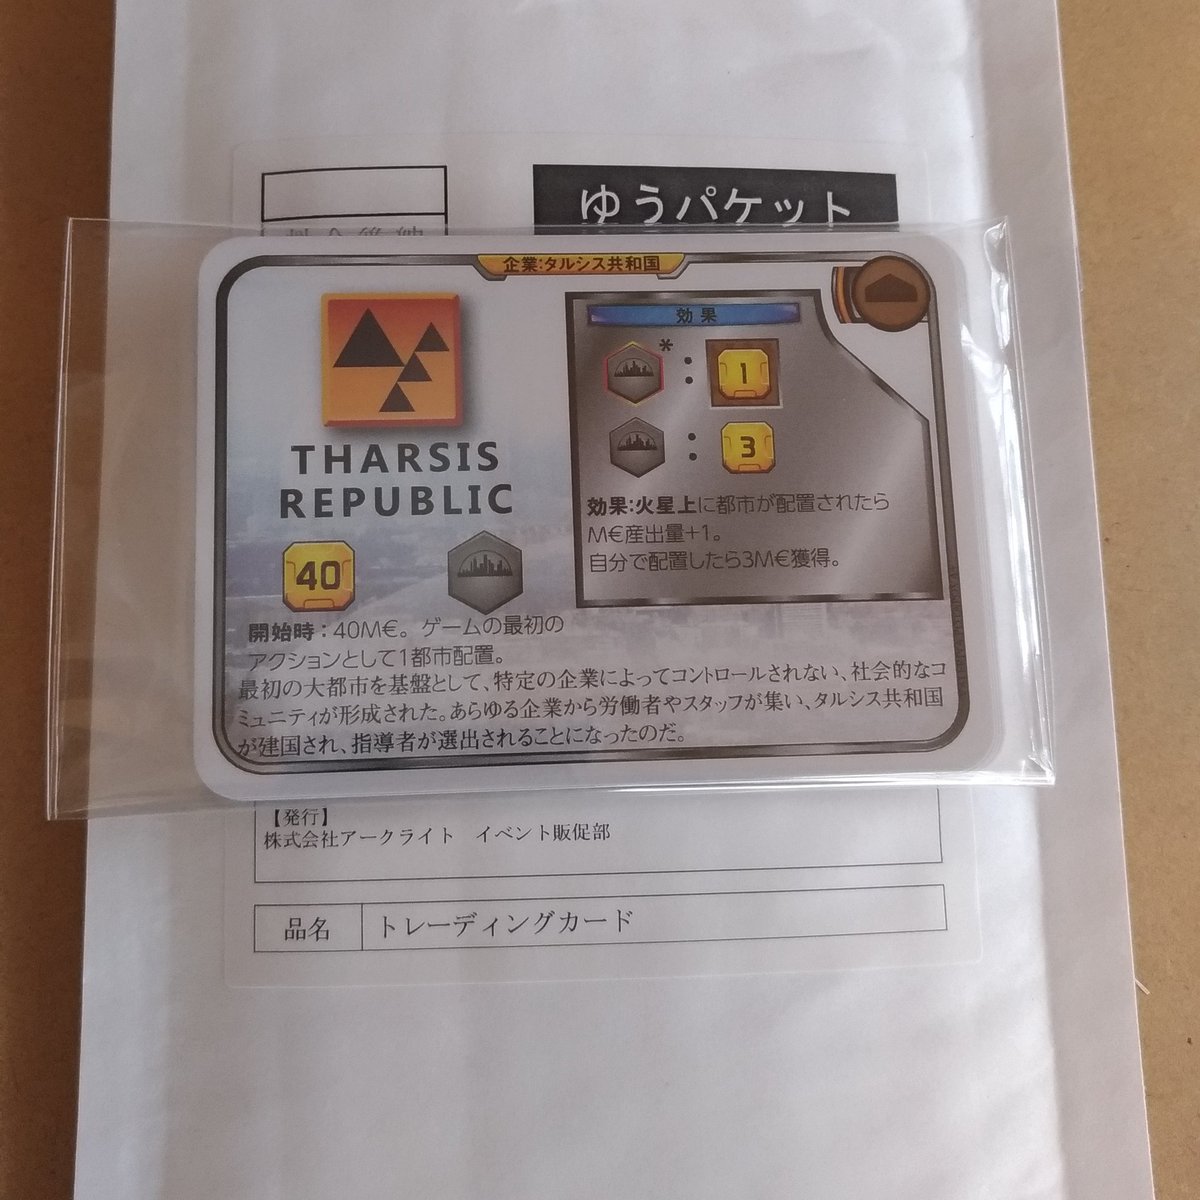 ゆうパケット
企業:タルシス共和国
THARSIS
REPUBLIC
40
開始時：40M€。ゲームの最初の
アクションとして1都市配置。
効果
* : 1
: 3
効果:火星上に都市が配置されたら
M€産出量+1。
自分で配置したら3M€獲得。
最初の大都市を基盤として、特定の企業によってコントロールされない、社会的なコ
ミュニティが形成された。あらゆる企業から労働者やスタッフが集い、タルシス共和国
が建国され、指導者が選出されることになったのだ。
【発行】
株式会社アークライト　イベント販促部
品名 トレーディングカード